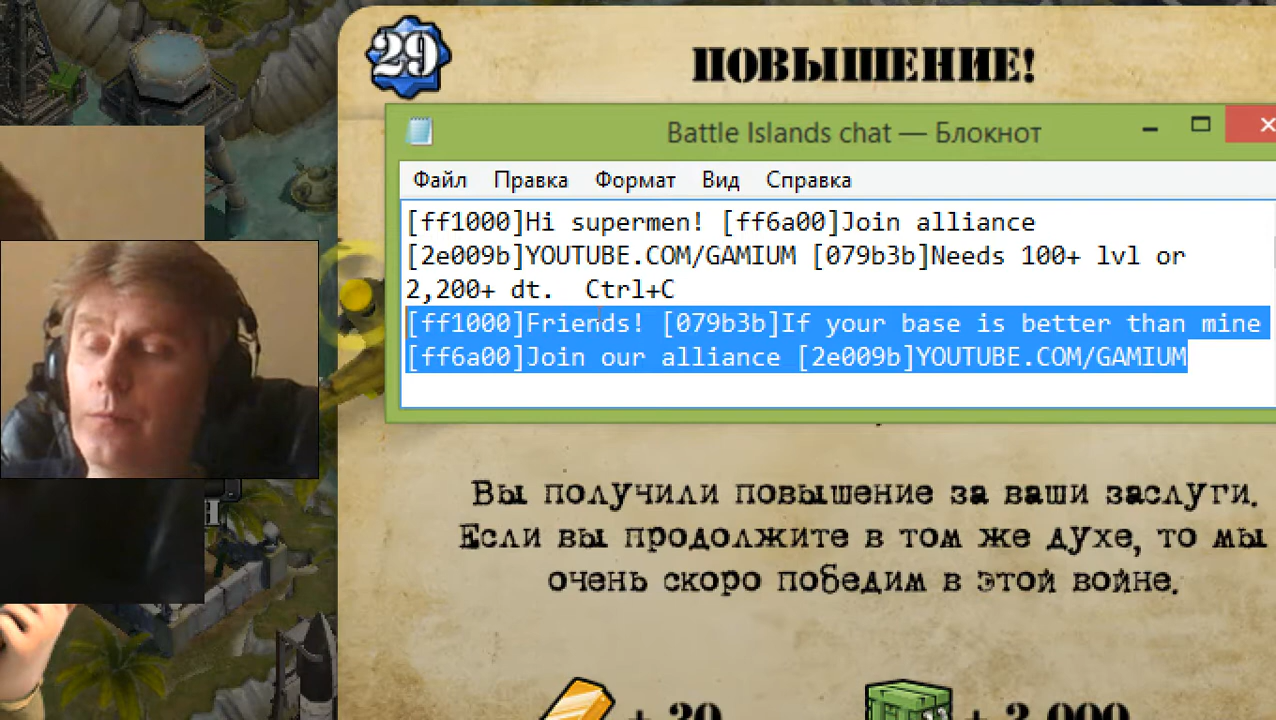 29
ПОВЫШЕНИЕ!
Battle Islands chat — Блокнот
Файл Правка Формат Вид Справка
[ff1000]Hi supermen! [ff6a00]Join alliance
[2e009b]YOUTUBE.COM/GAMIUM [079b3b]Needs 100+ lvl or
2,200+ dt.  Ctrl+C
[ff1000]Friends! [079b3b]If your base is better than mine
[ff6a00]Join our alliance [2e009b]YOUTUBE.COM/GAMIUM
Вы получили повышение за ваши заслуги.
Если вы продолжите в том же духе, то мы
очень скоро победим в этой войне.
+ 30 + 3,000